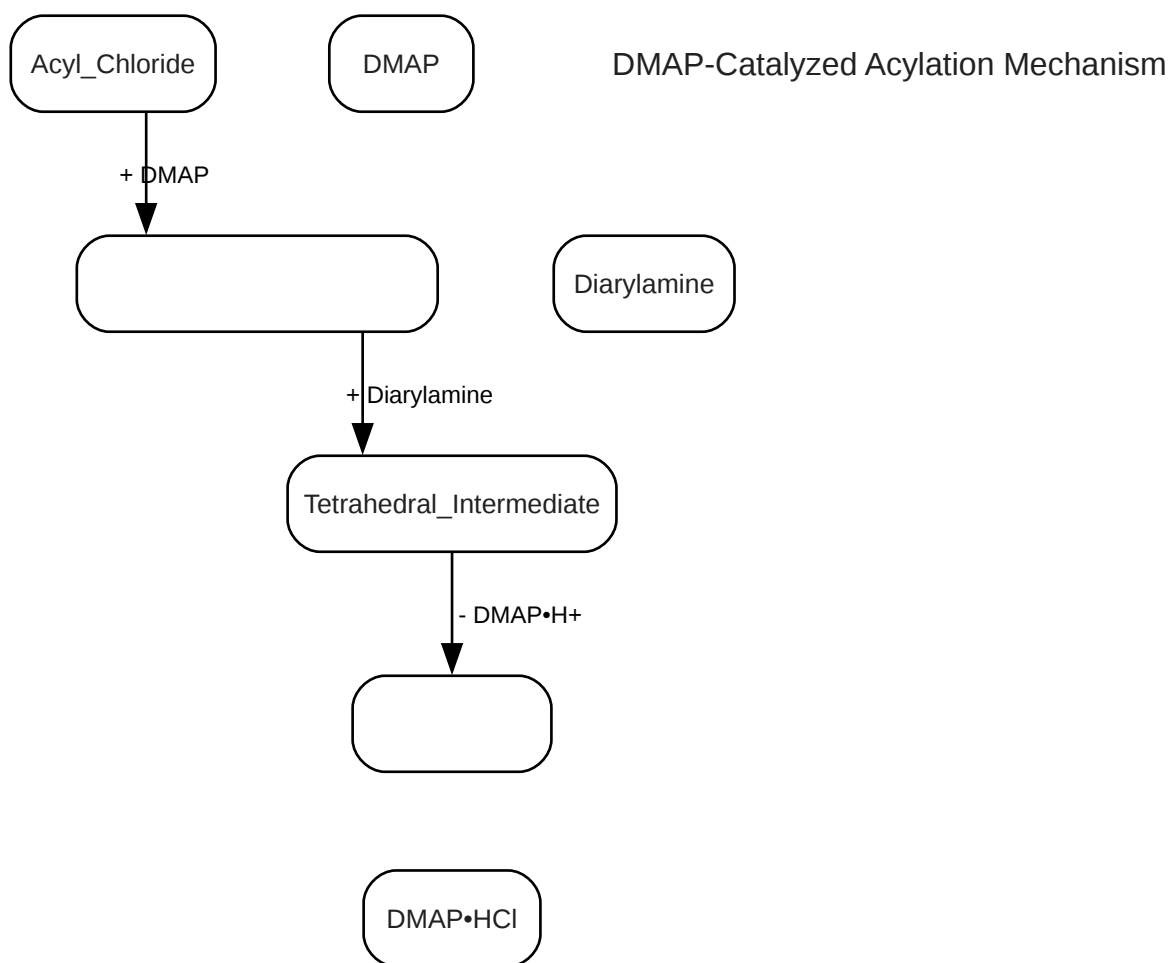 Acyl_Chloride
DMAP
DMAP-Catalyzed Acylation Mechanism
+ DMAP
Diarylamine
+ Diarylamine
Tetrahedral_Intermediate
- DMAP•H+
DMAP•HCl